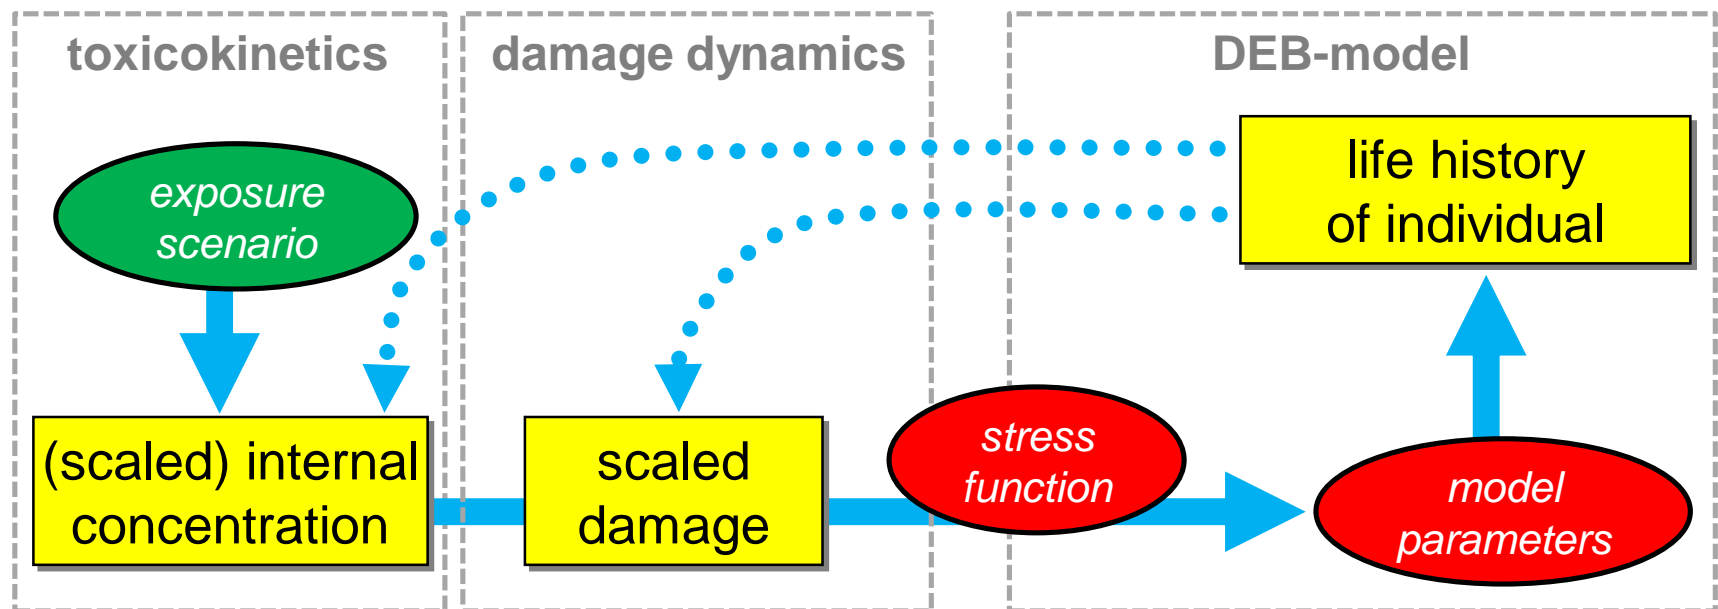 toxicokinetics
damage dynamics
DEB-model
exposure
scenario
life history
of individual
(scaled) internal
concentration
scaled
damage
stress
function
model
parameters